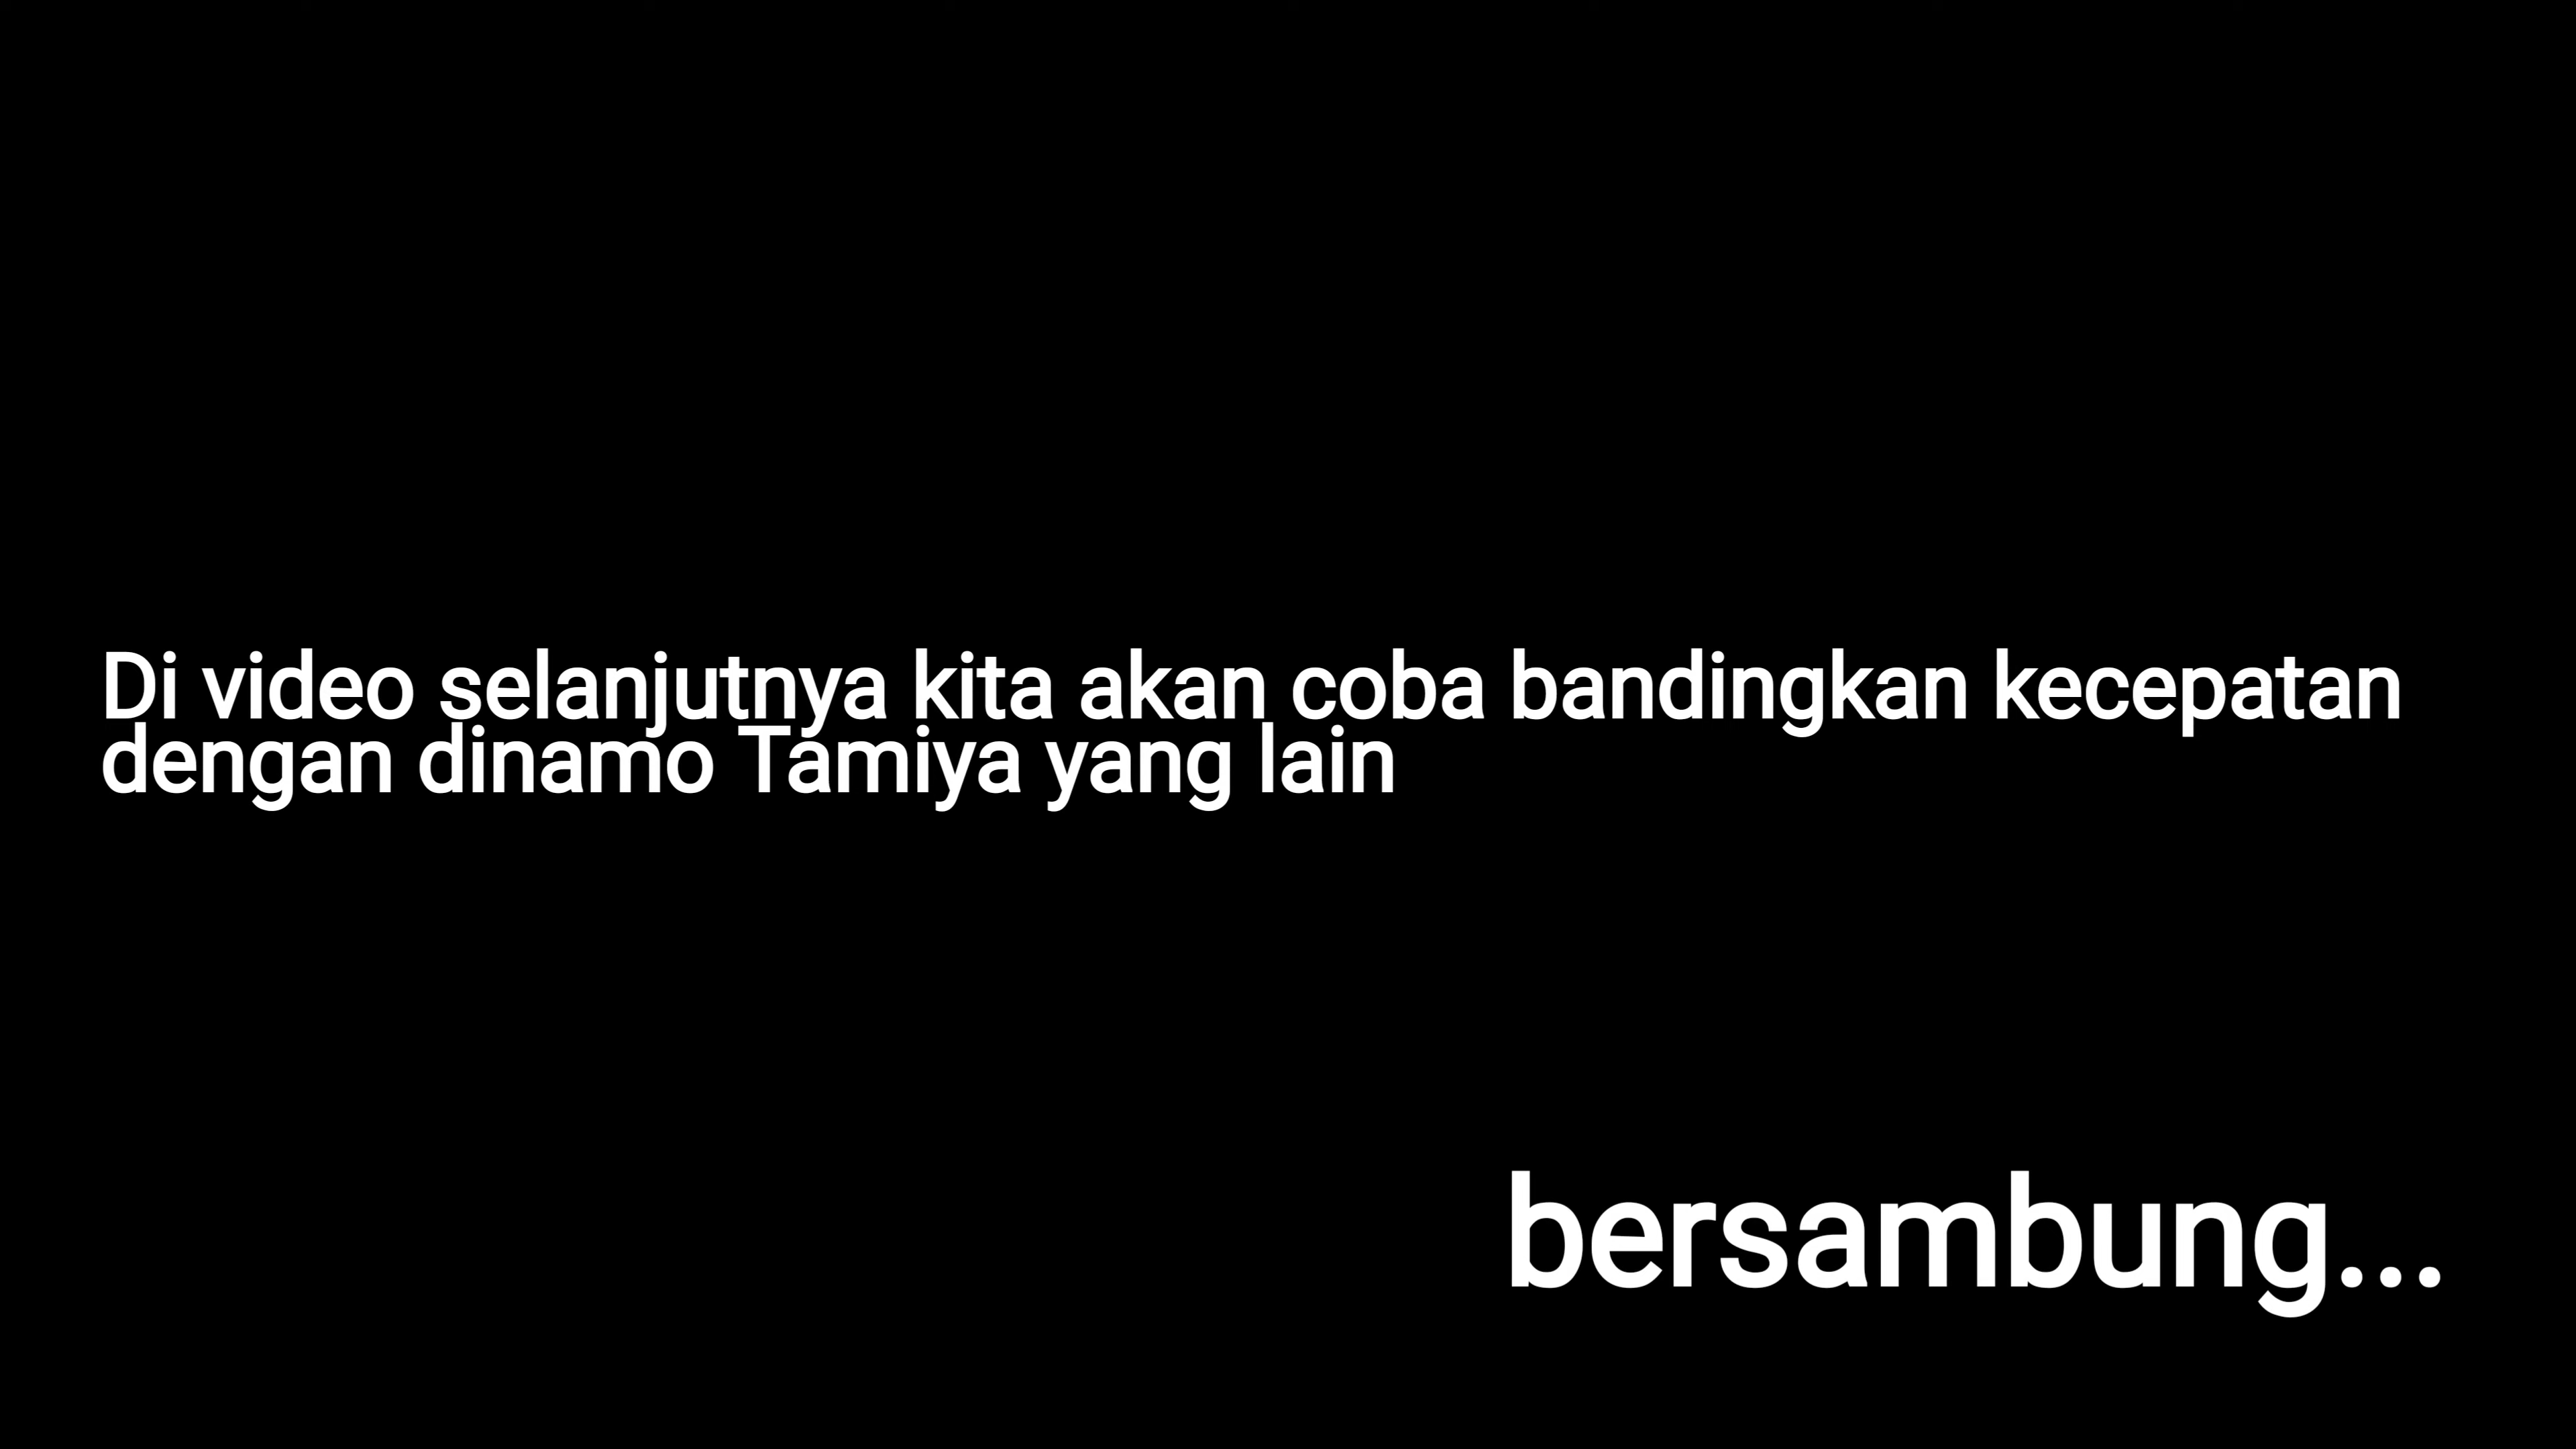 Di video selanjutnya kita akan coba bandingkan kecepatan
dengan dinamo Tamiya yang lain
bersambung...